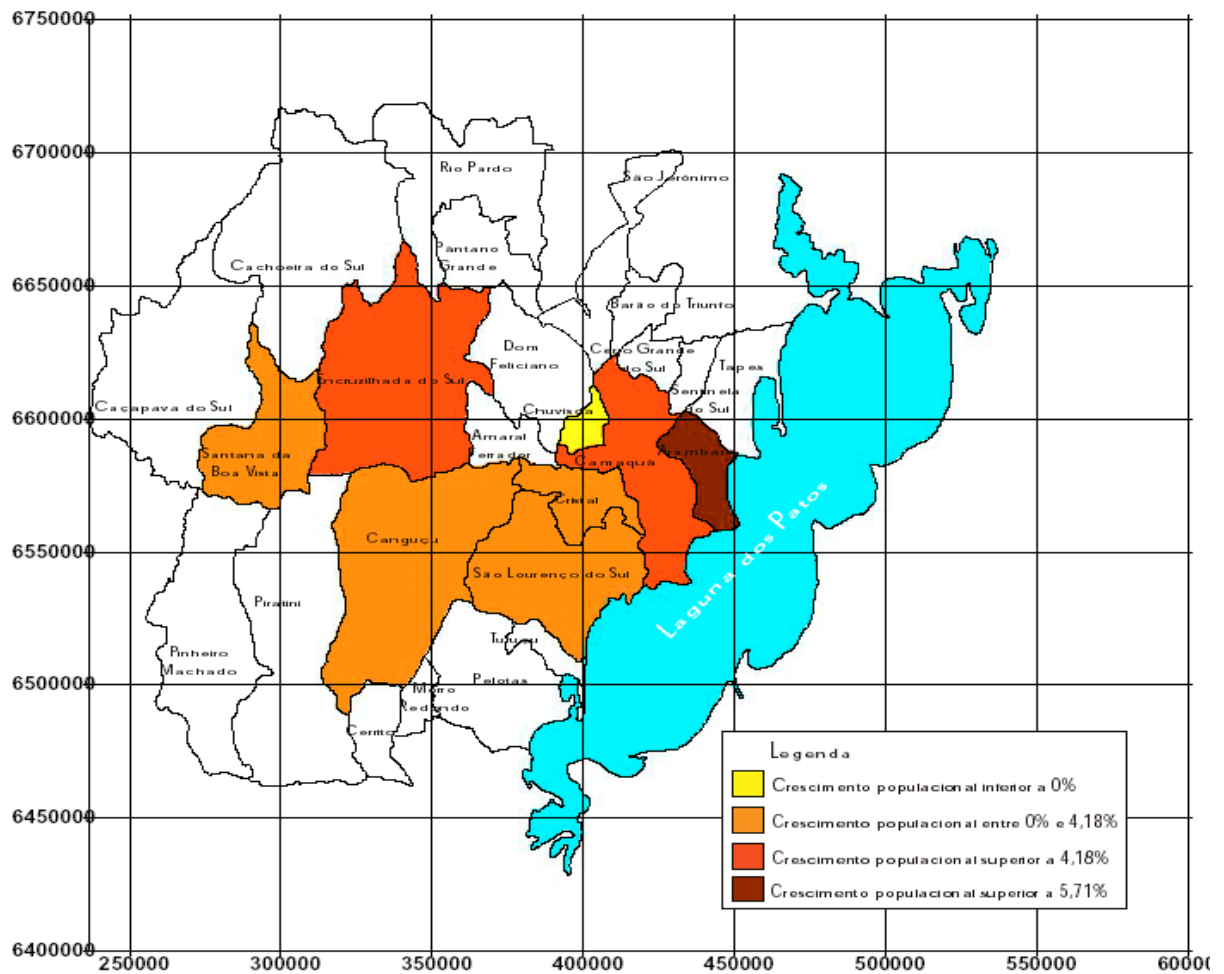 6750000
6700000
6650000
6600000
6550000
6500000
6450000
6400000
250000
300000
350000
400000
450000
500000
550000
Rio Pardo
São Jerônimo
Pântano
Grande
Cachoeira do Sul
Barão do Triunfo
Dom
Feliciano
Cerro Grande
do Sul
Tapes
Encruzilhada do Sul
Sentinela
do Sul
Caçapava do Sul
Chuvisca
Amaral
Ferrador
Santana da
Boa Vista
Camaquã
Arambaré
Cristal
Canguçu
São Lourenço do Sul
Laguna dos Patos
Piratini
Turuçu
Pinheiro
Machado
Pelotas
Morro
Redondo
Cerrito
Legenda
Crescimento populacional inferior a 0%
Crescimento populacional entre 0% e 4,18%
Crescimento populacional superior a 4,18%
Crescimento populacional superior a 5,71%